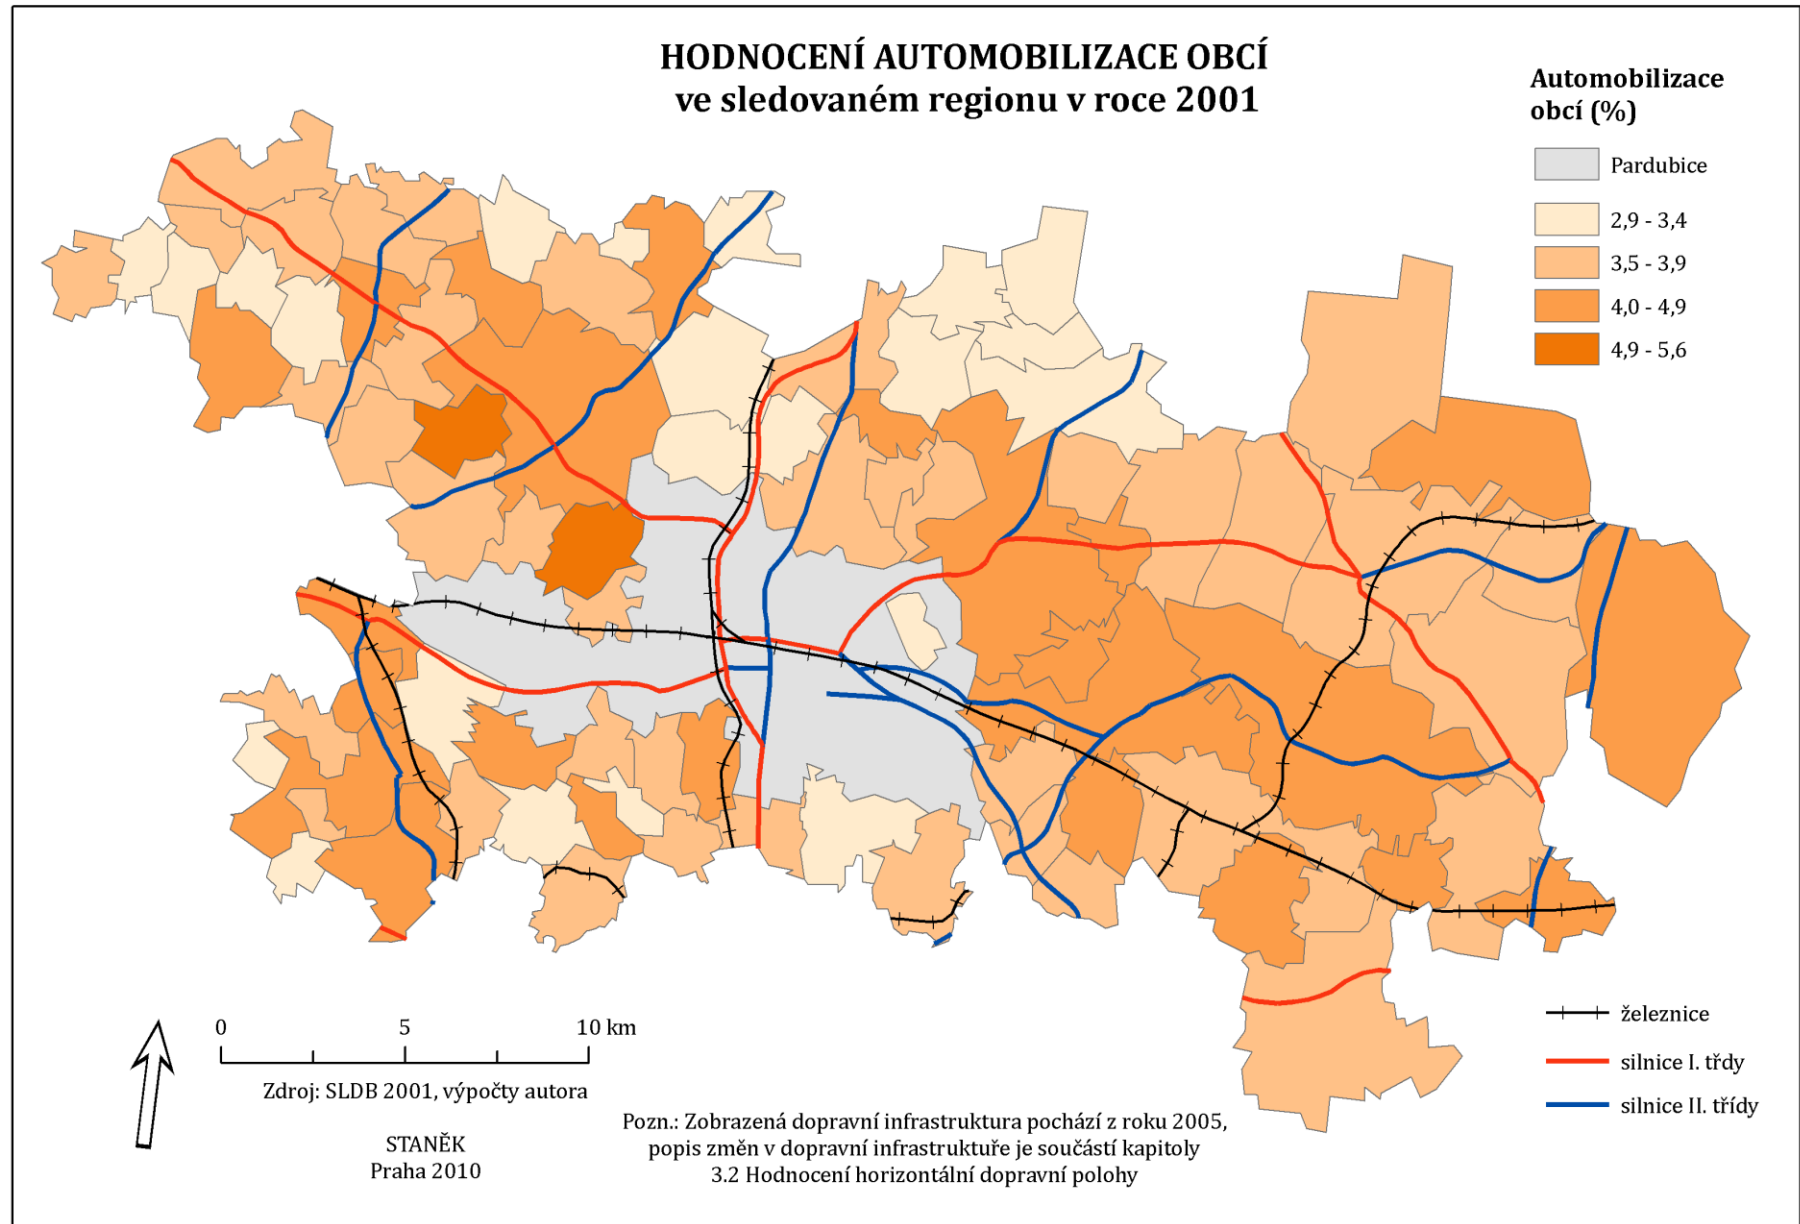 HODNOCENÍ AUTOMOBILIZACE OBCÍ
ve sledovaném regionu v roce 2001
Automobilizace
obcí (%)
Pardubice
2,9 - 3,4
3,5 - 3,9
4,0 - 4,9
4,9 - 5,6
0 5 10 km
Zdroj: SLDB 2001, výpočty autora
STANĚK
Praha 2010
Pozn.: Zobrazená dopravní infrastruktura pochází z roku 2005,
popis změn v dopravní infrastruktuře je součástí kapitoly
3.2 Hodnocení horizontální dopravní polohy
železnice
silnice I. třdy
silnice II. třídy